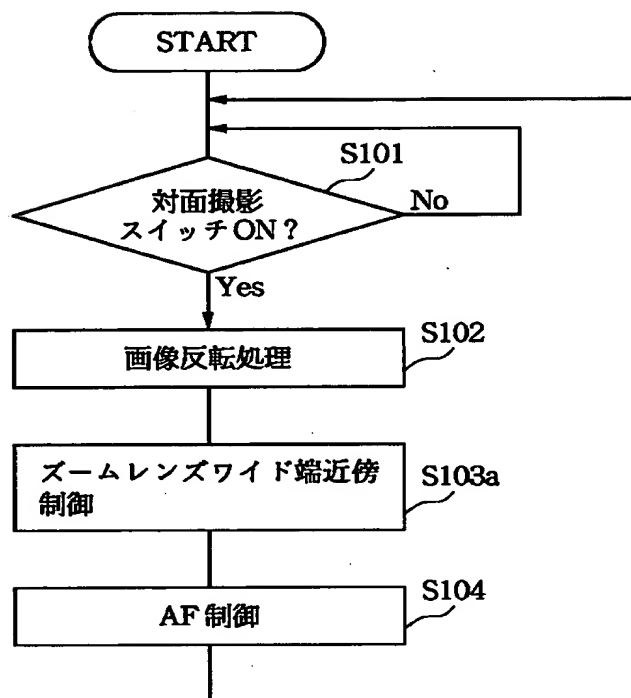 START
S101
対面撮影
スイッチON?
No
Yes
S102
画像反転処理
ズームレンズワイド端近傍
制御
S103a
S104
AF制御